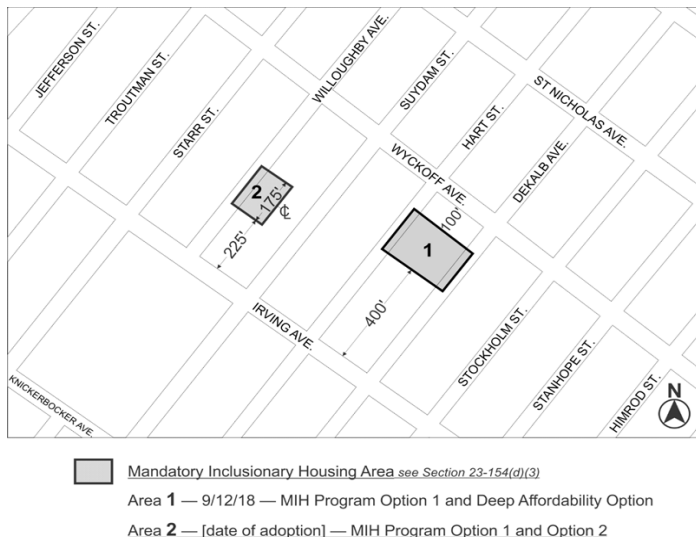 JEFFERSON ST.
TROUTMAN ST.
STARR ST.
WILLOUGHBY AVE.
SUYDAM ST.
HART ST.
ST NICHOLAS AVE.
WYCKOFF AVE.
DEKALB AVE.
2
175'
℄
225'
100'
1
400'
IRVING AVE.
STOCKHOLM ST.
STANHOPE ST.
HIMROD ST.
KNICKERBOCKER AVE.
N
Mandatory Inclusionary Housing Area see Section 23-154(d)(3)
Area 1 — 9/12/18 — MIH Program Option 1 and Deep Affordability Option
Area 2 — [date of adoption] — MIH Program Option 1 and Option 2